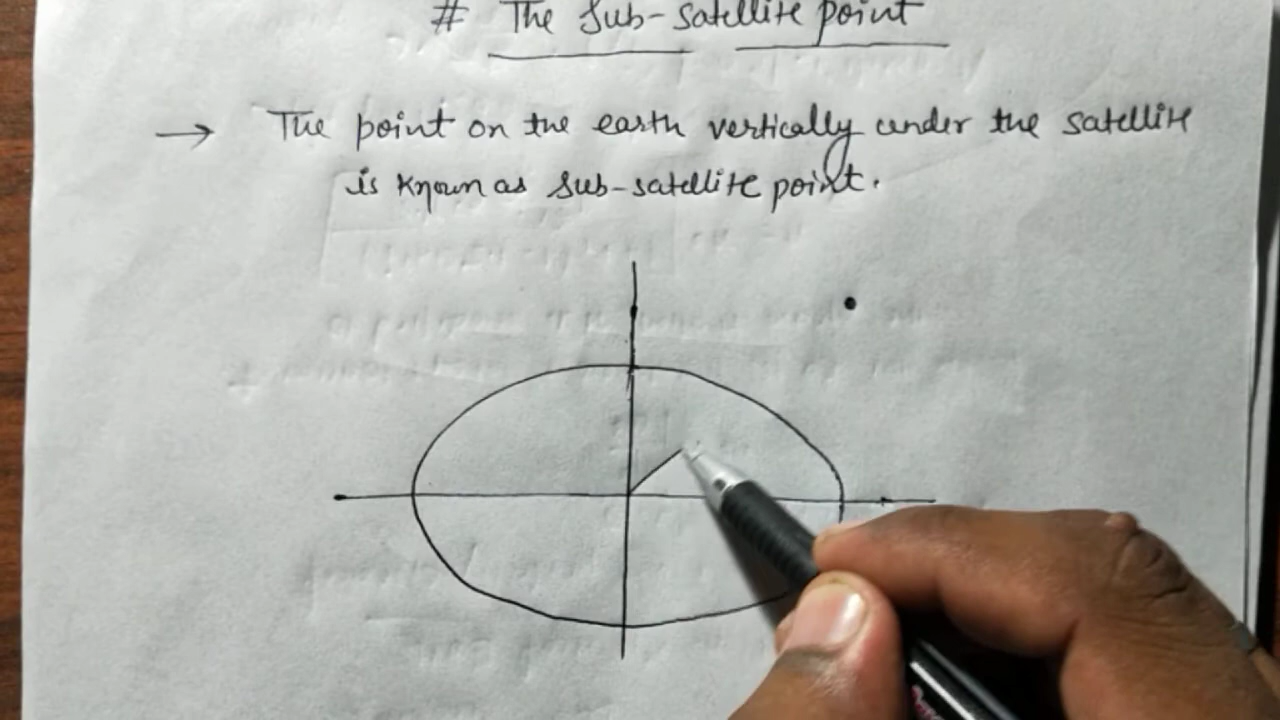 # The Sub-satellite point
→ The point on the earth vertically under the satellite
is known as sub-satellite point.